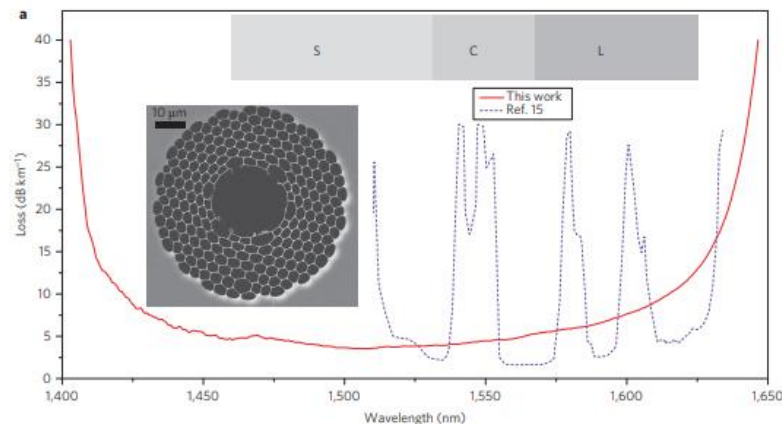 a
40
35
30
25
20
15
10
5
0
Loss (dB km⁻¹)
S
C
L
10 µm
This work
Ref. 15
1,400
1,450
1,500
1,550
1,600
1,650
Wavelength (nm)